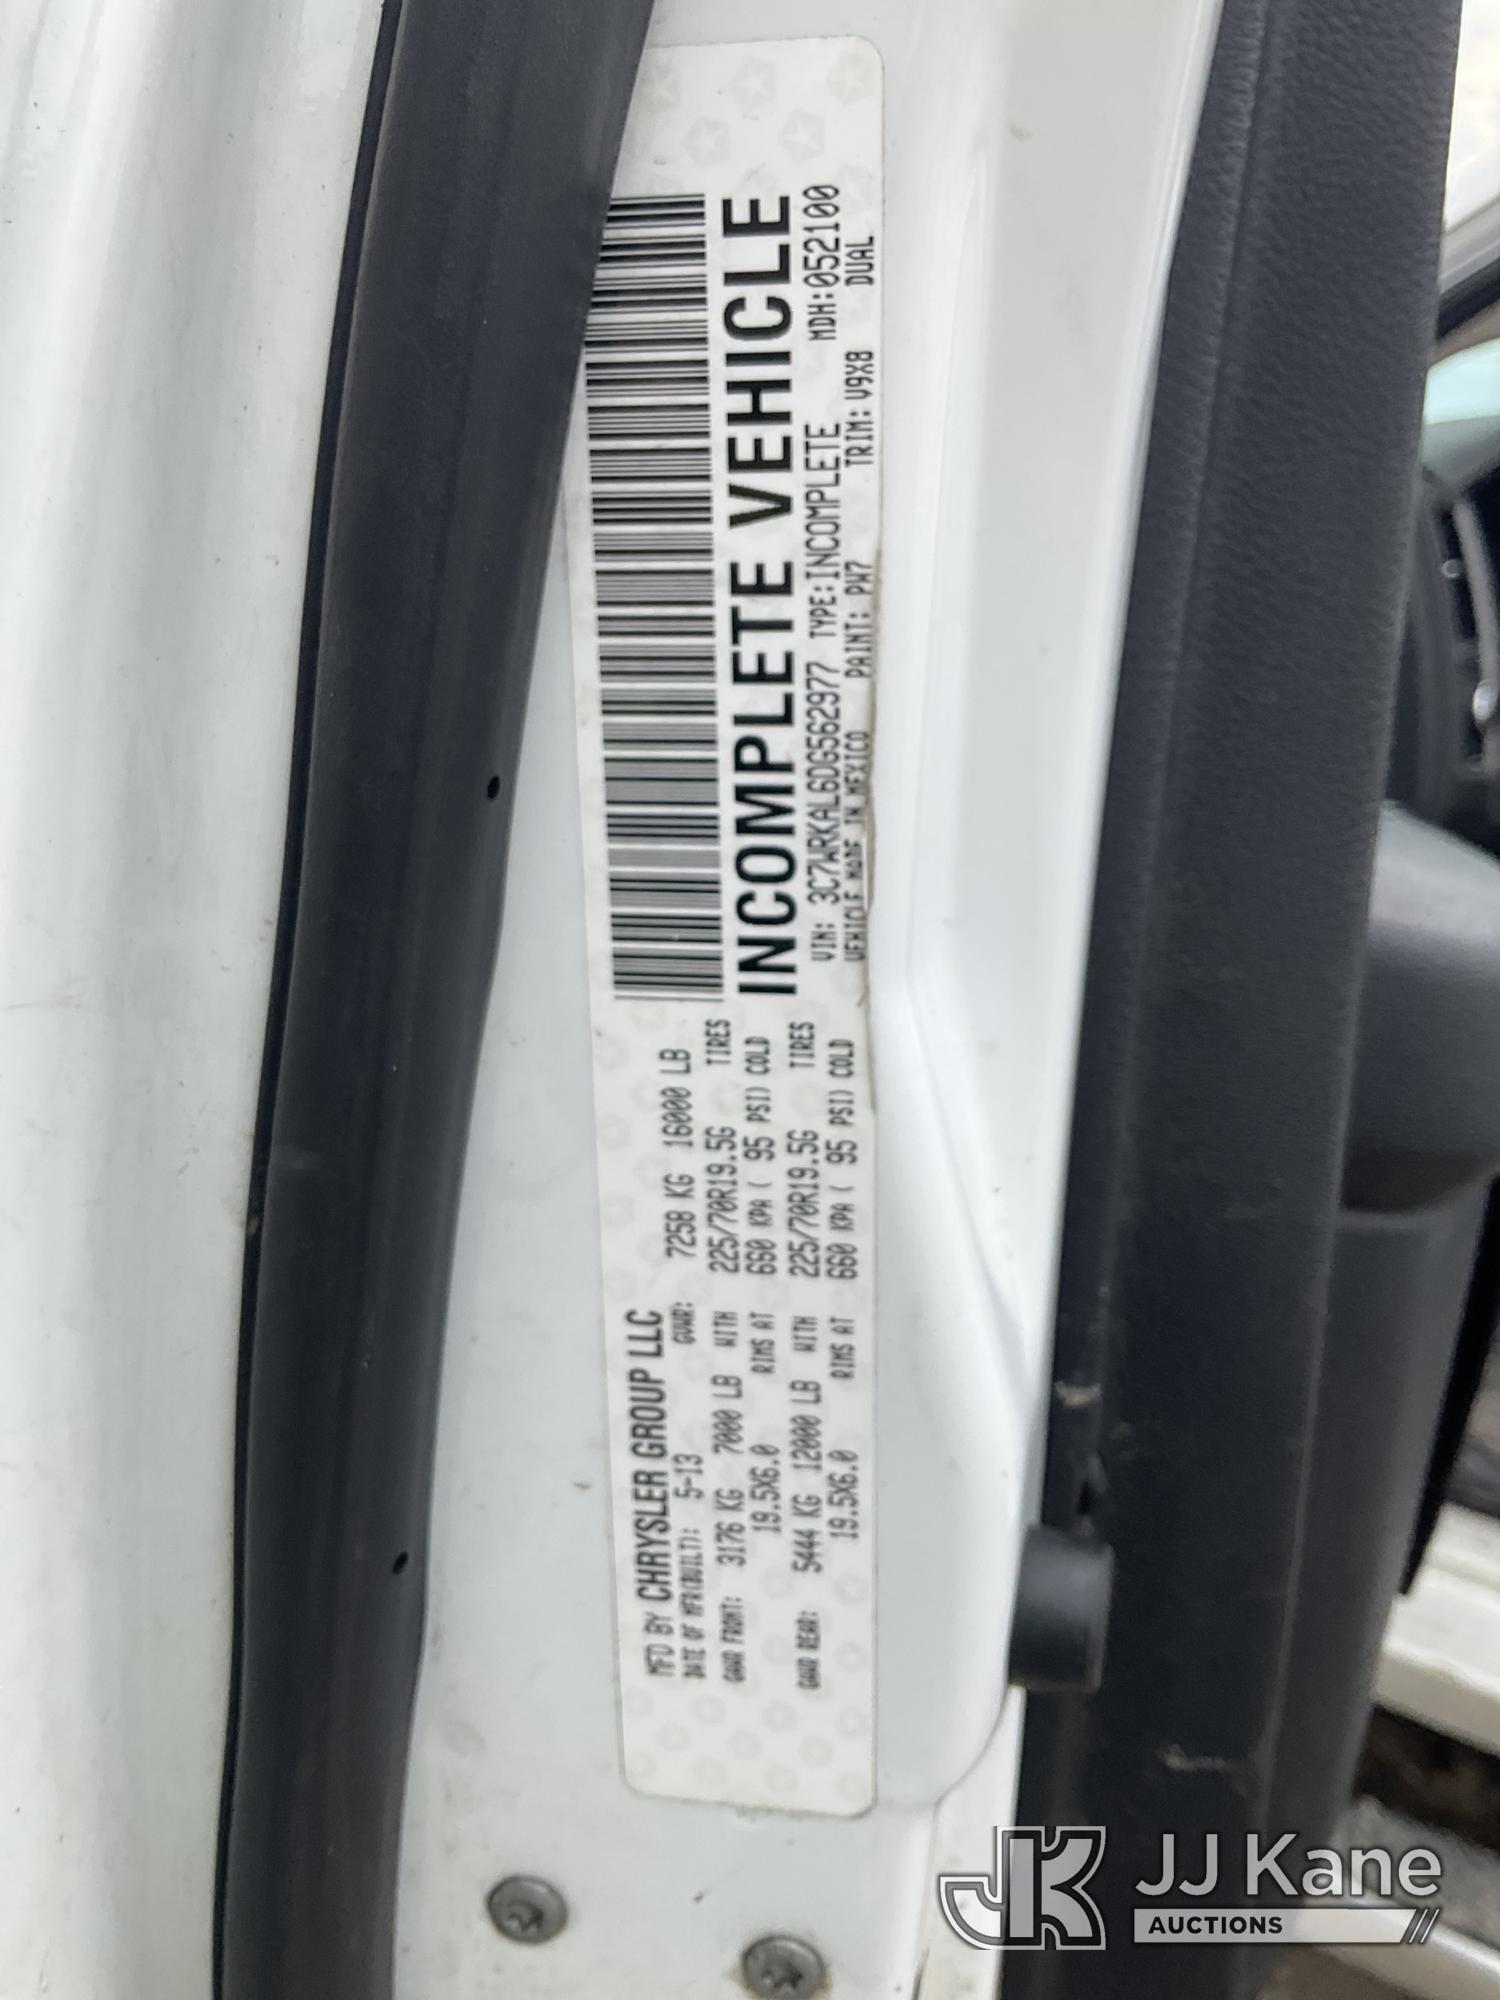 MFD BY CHRYSLER GROUP LLC
DATE OF MFR(BUILT): 5-13 GVWR: 7258 KG 16000 LB
GAWR FRONT: 3176 KG 7000 LB WITH 225/70R19.5G TIRES
19.5X6.0 RIMS AT 660 KPA ( 95 PSI) COLD
GAWR REAR: 5444 KG 12000 LB WITH 225/70R19.5G TIRES
19.5X6.0 RIMS AT 660 KPA ( 95 PSI) COLD
INCOMPLETE VEHICLE
VIN: 3C7WRKAL6DG562977 TYPE:INCOMPLETE MDH:052100
VEHICLE MADE IN MEXICO PAINT: PW7 TRIM: V9X8 DUAL
JK JJ Kane
AUCTIONS